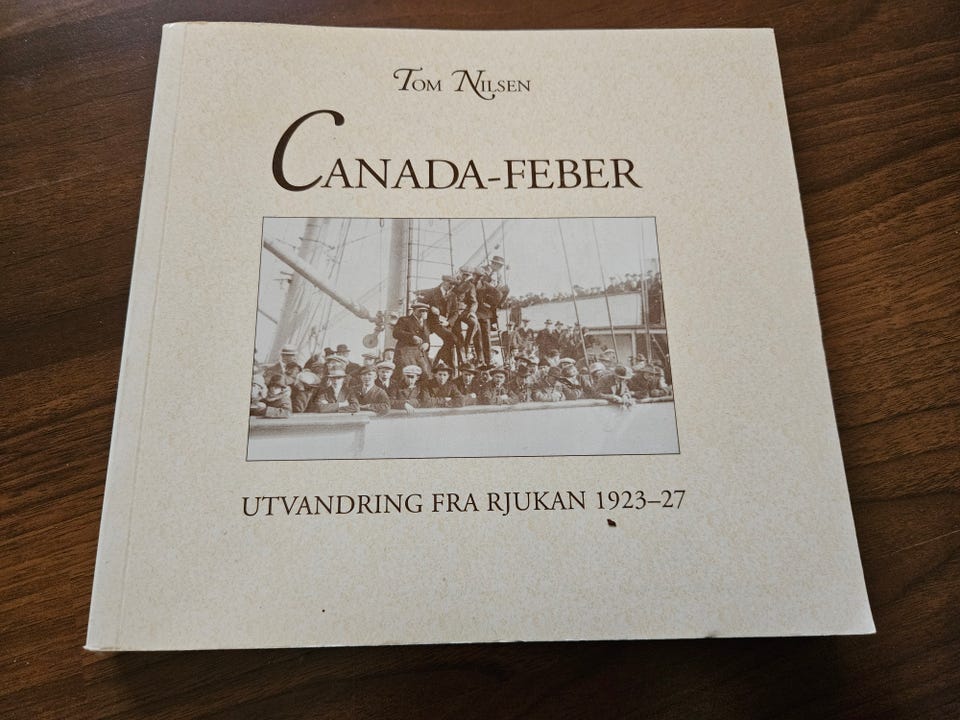 Tom Nilsen
Canada-feber
UTVANDRING FRA RJUKAN 1923–27